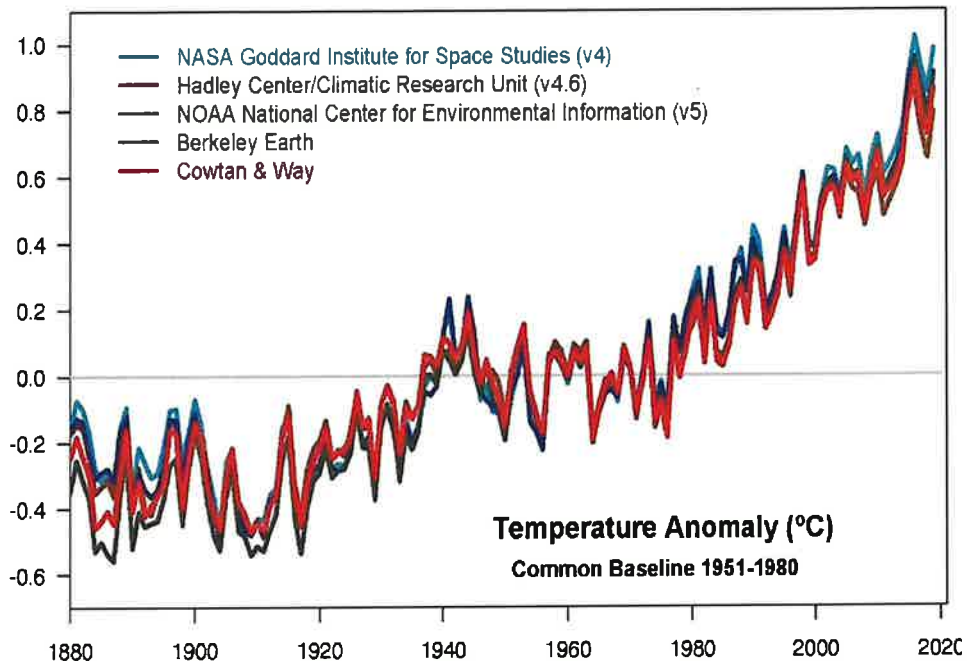 1.0
0.8
0.6
0.4
0.2
0.0
-0.2
-0.4
-0.6
NASA Goddard Institute for Space Studies (v4)
Hadley Center/Climatic Research Unit (v4.6)
NOAA National Center for Environmental Information (v5)
Berkeley Earth
Cowtan & Way
Temperature Anomaly (ºC)
Common Baseline 1951-1980
1880 1900 1920 1940 1960 1980 2000 2020